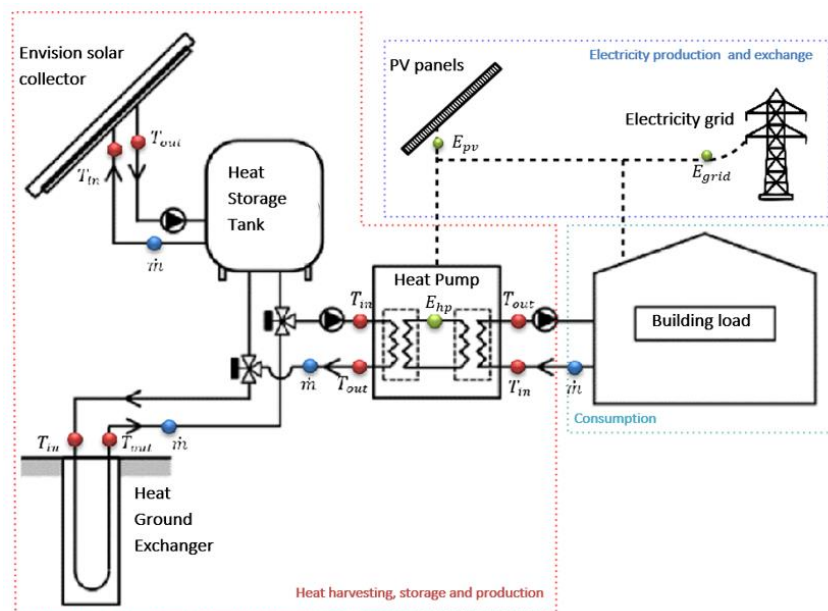 Envision solar
collector
PV panels
Electricity production and exchange
Electricity grid
E_pv
E_grid
T_out
T_in
Heat
Storage
Tank
ṁ
Heat Pump
T_in
E_hp
T_out
Building load
ṁ
T_out
T_in
ṁ
Consumption
T_in
T_out
ṁ
Heat
Ground
Exchanger
Heat harvesting, storage and production